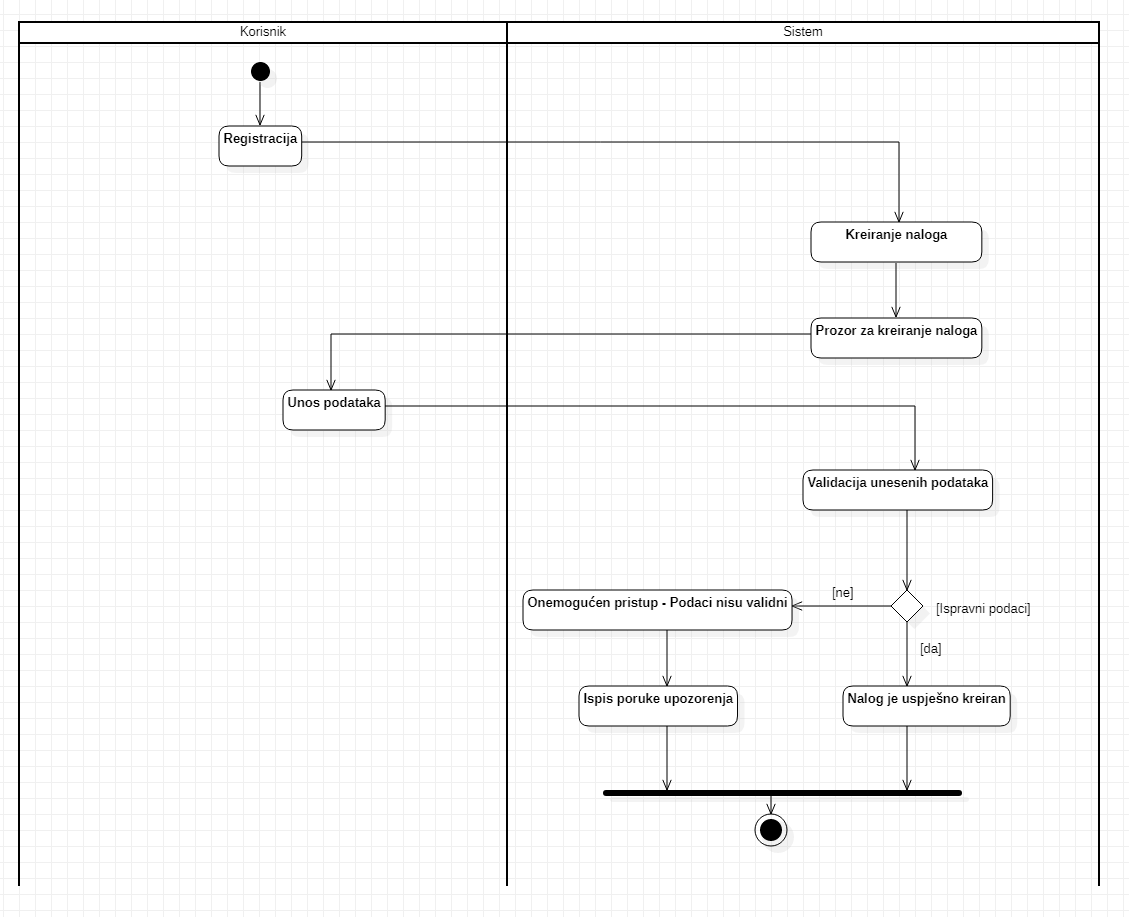 Korisnik
Sistem
Registracija
Kreiranje naloga
Prozor za kreiranje naloga
Unos podataka
Validacija unesenih podataka
Onemogućen pristup - Podaci nisu validni
[ne]
[Ispravni podaci]
[da]
Ispis poruke upozorenja
Nalog je uspješno kreiran